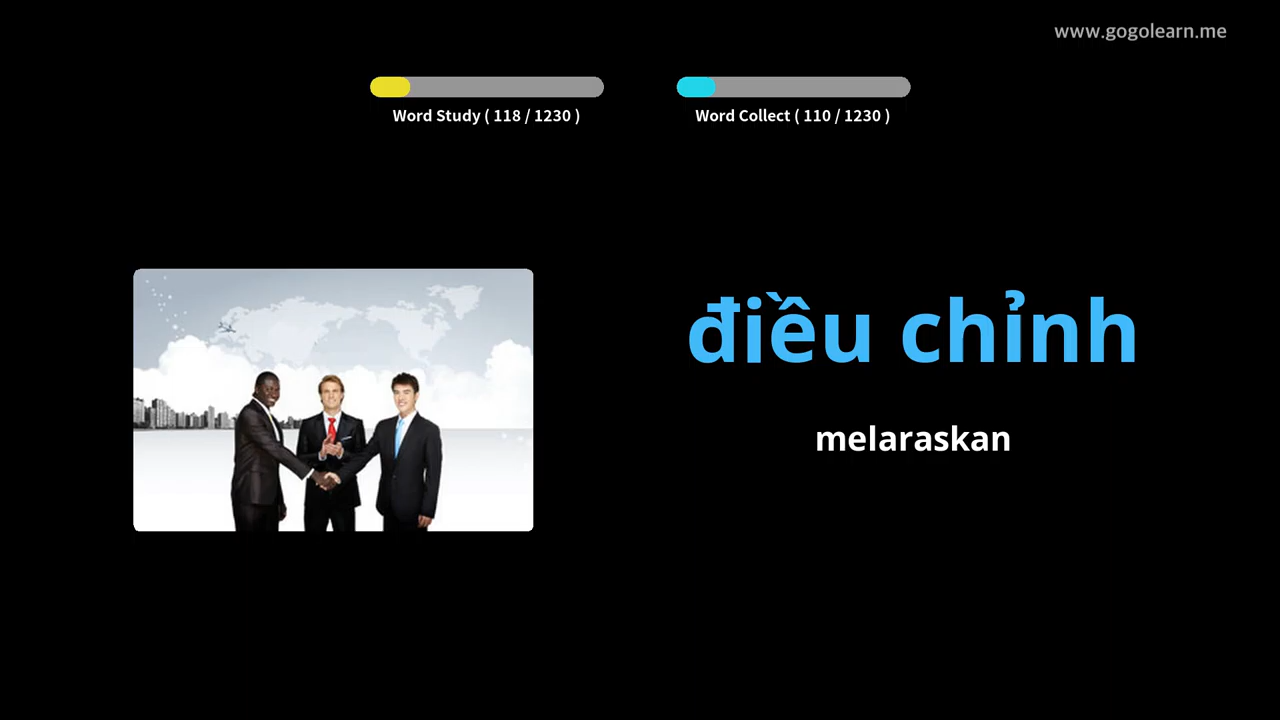 www.gogolearn.me
Word Study ( 118 / 1230 )
Word Collect ( 110 / 1230 )
điều chỉnh
melaraskan